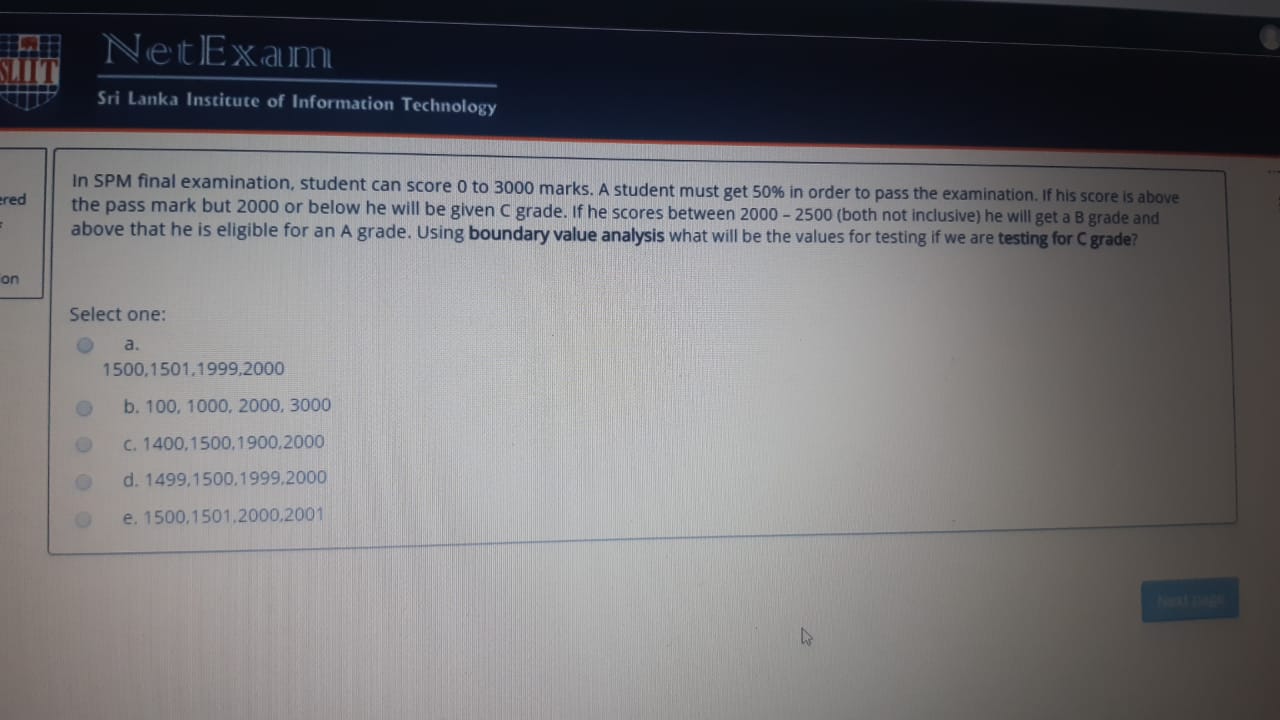 SLIIT
NetExam
Sri Lanka Institute of Information Technology
ered
on
In SPM final examination, student can score 0 to 3000 marks. A student must get 50% in order to pass the examination. If his score is above
the pass mark but 2000 or below he will be given C grade. If he scores between 2000 – 2500 (both not inclusive) he will get a B grade and
above that he is eligible for an A grade. Using boundary value analysis what will be the values for testing if we are testing for C grade?
Select one:
a.
1500,1501,1999,2000
b. 100, 1000, 2000, 3000
c. 1400,1500,1900,2000
d. 1499,1500,1999,2000
e. 1500,1501,2000,2001
Next page